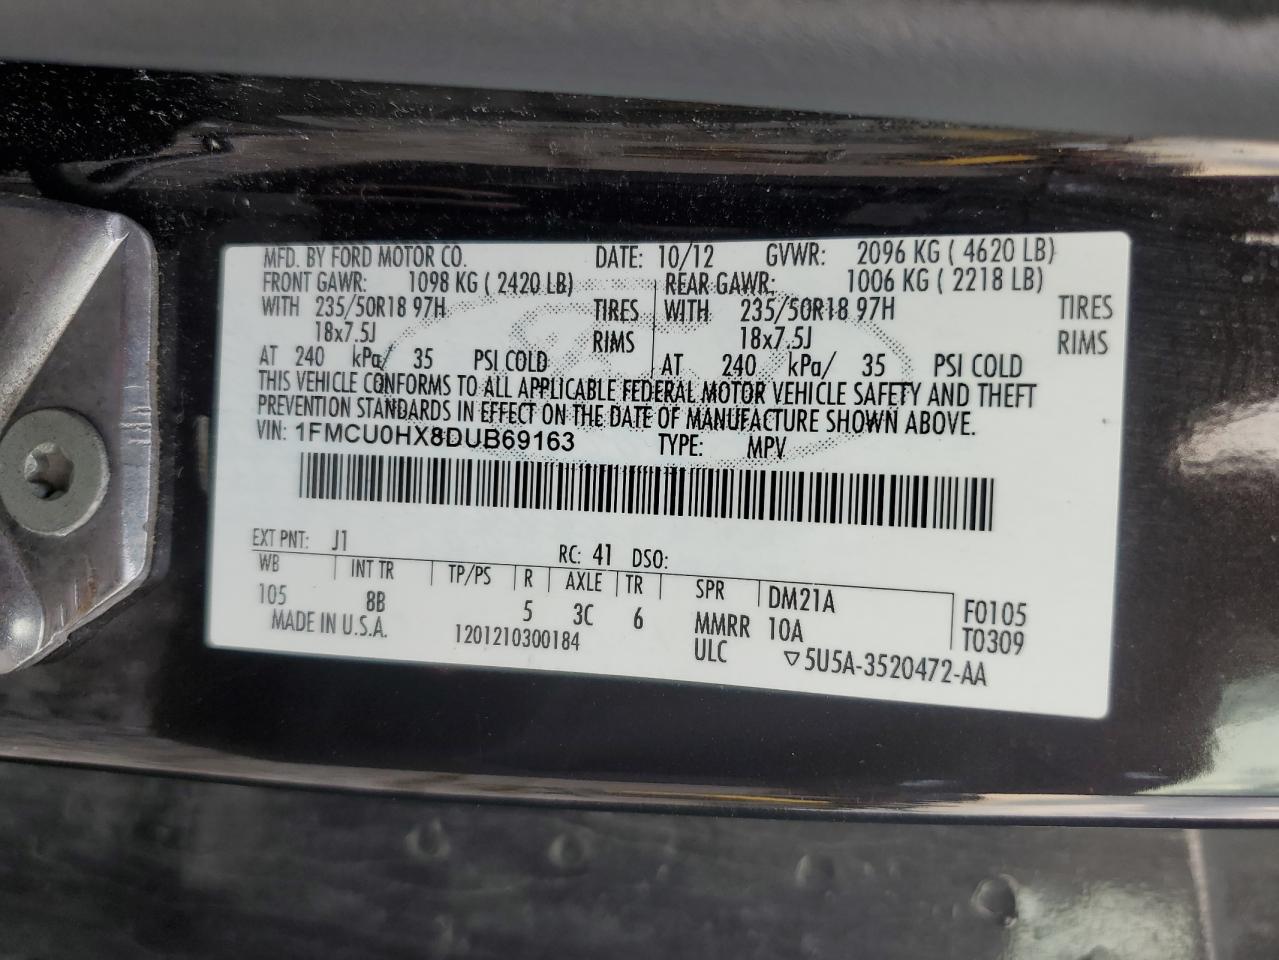 MFD. BY FORD MOTOR CO. DATE: 10/12 GVWR: 2096 KG ( 4620 LB)
FRONT GAWR: 1098 KG ( 2420 LB) REAR GAWR: 1006 KG ( 2218 LB)
WITH 235/50R18 97H TIRES WITH 235/50R18 97H TIRES
18x7.5J RIMS 18x7.5J RIMS
AT 240 kPa/ 35 PSI COLD AT 240 kPa/ 35 PSI COLD
THIS VEHICLE CONFORMS TO ALL APPLICABLE FEDERAL MOTOR VEHICLE SAFETY AND THEFT
PREVENTION STANDARDS IN EFFECT ON THE DATE OF MANUFACTURE SHOWN ABOVE.
VIN: 1FMCU0HX8DUB69163 TYPE: MPV
EXT PNT: J1 RC: 41 DSO:
WB INT TR TP/PS R AXLE TR SPR DM21A F0105
105 8B 5 3C 6 MMRR 10A T0309
MADE IN U.S.A. 1201210300184 ULC ▽5U5A-3520472-AA